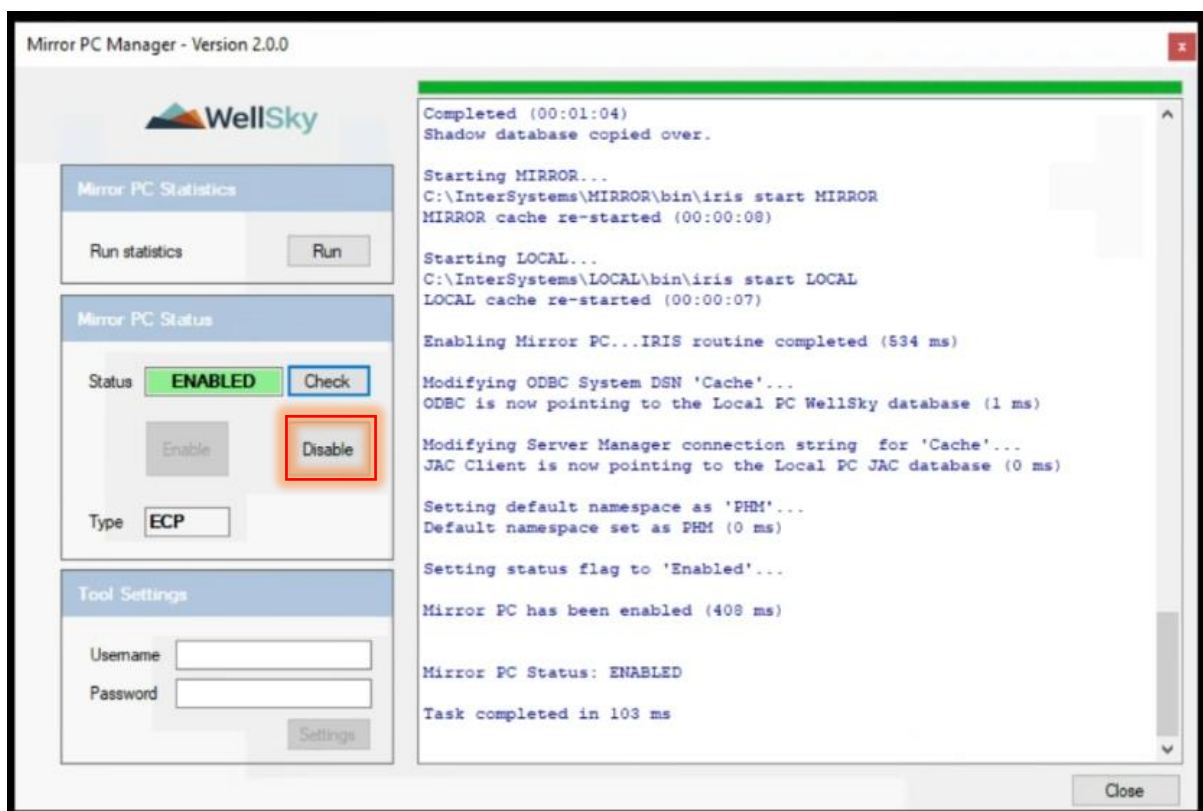 Mirror PC Manager - Version 2.0.0
x
WellSky
Mirror PC Statistics
Run statistics
Run
Mirror PC Status
Status
ENABLED
Check
Enable
Disable
Type
ECP
Tool Settings
Username
Password
Settings
Completed (00:01:04)
Shadow database copied over.
Starting MIRROR...
C:\InterSystems\MIRROR\bin\iris start MIRROR
MIRROR cache re-started (00:00:08)
Starting LOCAL...
C:\InterSystems\LOCAL\bin\iris start LOCAL
LOCAL cache re-started (00:00:07)
Enabling Mirror PC...IRIS routine completed (534 ms)
Modifying ODBC System DSN 'Cache'...
ODBC is now pointing to the Local PC WellSky database (1 ms)
Modifying Server Manager connection string  for 'Cache'...
JAC Client is now pointing to the Local PC JAC database (0 ms)
Setting default namespace as 'PHM'...
Default namespace set as PHM (0 ms)
Setting status flag to 'Enabled'...
Mirror PC has been enabled (408 ms)
Mirror PC Status: ENABLED
Task completed in 103 ms
Close